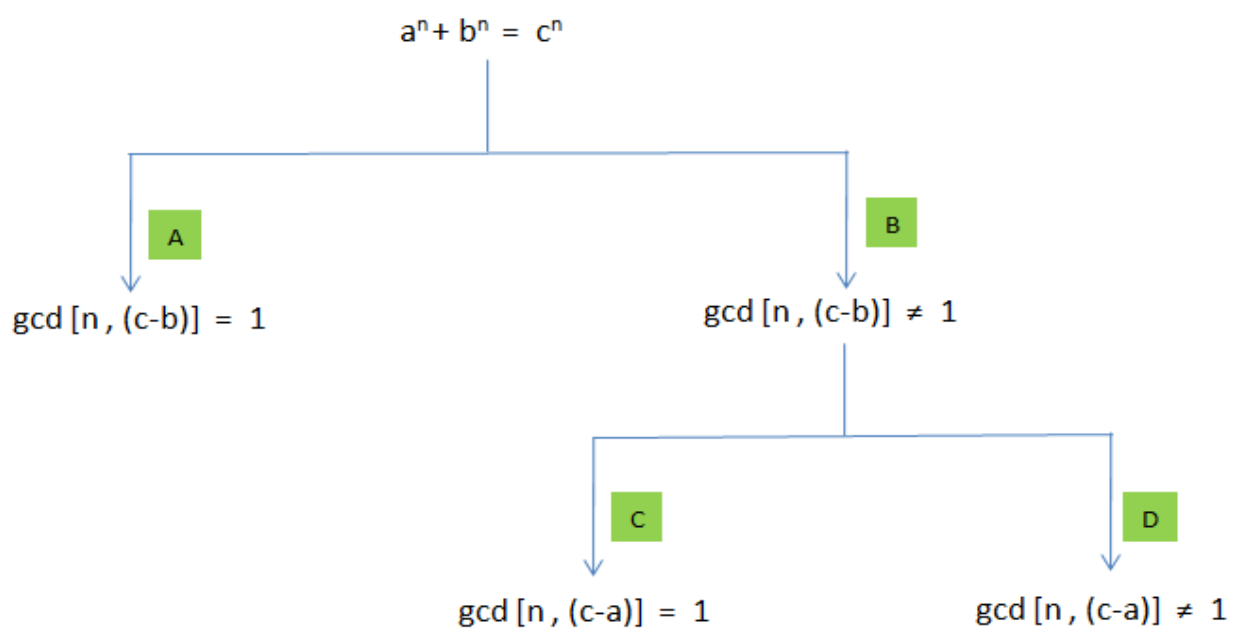 aⁿ + bⁿ = cⁿ
A
B
gcd [n , (c-b)] = 1
gcd [n , (c-b)] ≠ 1
C
D
gcd [n , (c-a)] = 1
gcd [n , (c-a)] ≠ 1